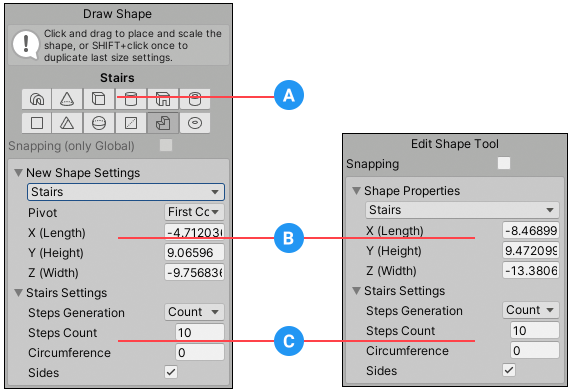 Draw Shape
Click and drag to place and scale the
shape, or SHIFT+click once to
duplicate last size settings.
Stairs
A
Snapping (only Global)
New Shape Settings
Stairs
Pivot First Cc
X (Length) -4.71203
Y (Height) 9.06596
Z (Width) -9.756836
Stairs Settings
Steps Generation Count
Steps Count 10
Circumference 0
Sides
B
C
Edit Shape Tool
Snapping
Shape Properties
Stairs
X (Length) -8.46899
Y (Height) 9.472099
Z (Width) -13.3806
Stairs Settings
Steps Generation Count
Steps Count 10
Circumference 0
Sides